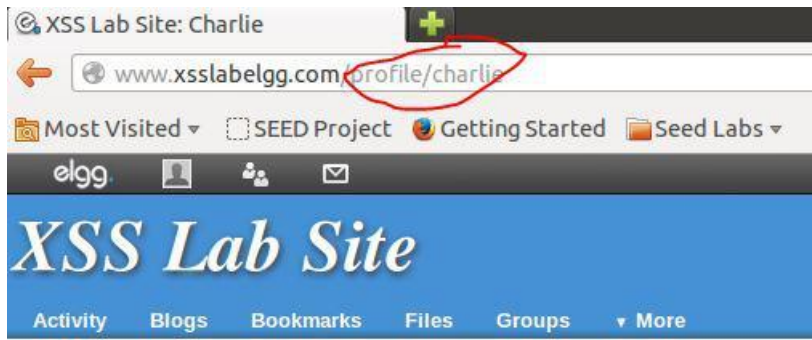 XSS Lab Site: Charlie
www.xsslabelgg.com/profile/charlie
Most Visited SEED Project Getting Started Seed Labs
elgg.
XSS Lab Site
Activity Blogs Bookmarks Files Groups More